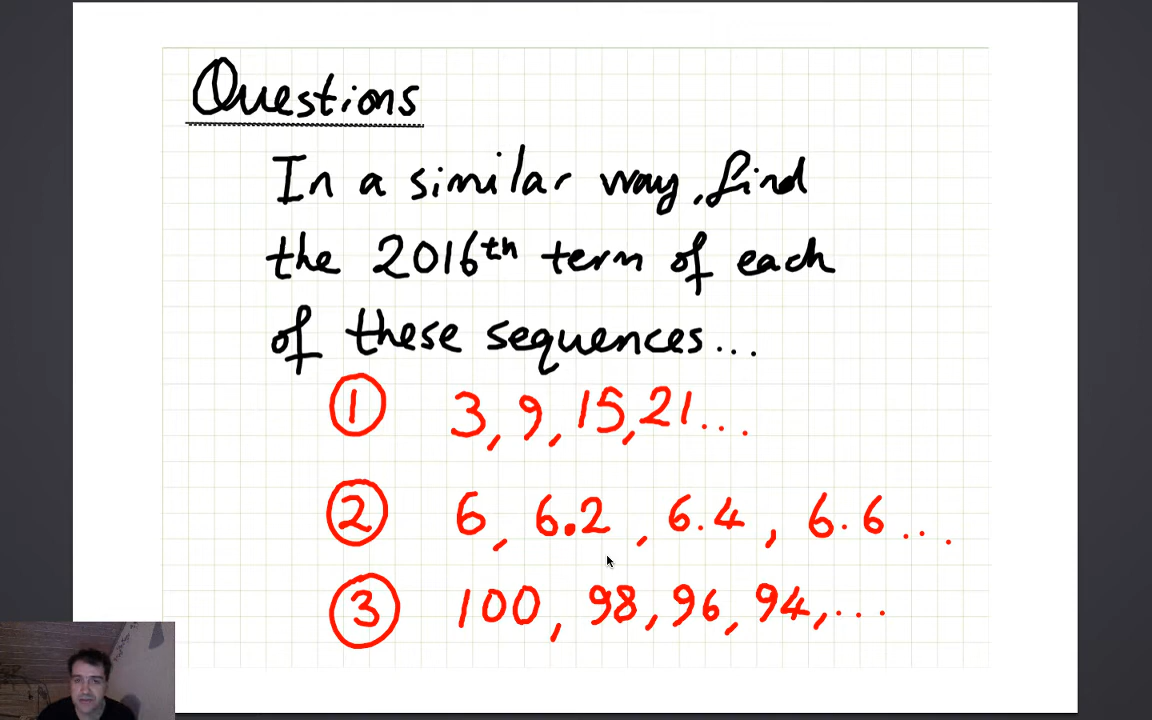 Questions
In a similar way, find
the 2016th term of each
of these sequences...
1 3, 9, 15, 21...
2 6, 6.2, 6.4, 6.6...
3 100, 98, 96, 94,...